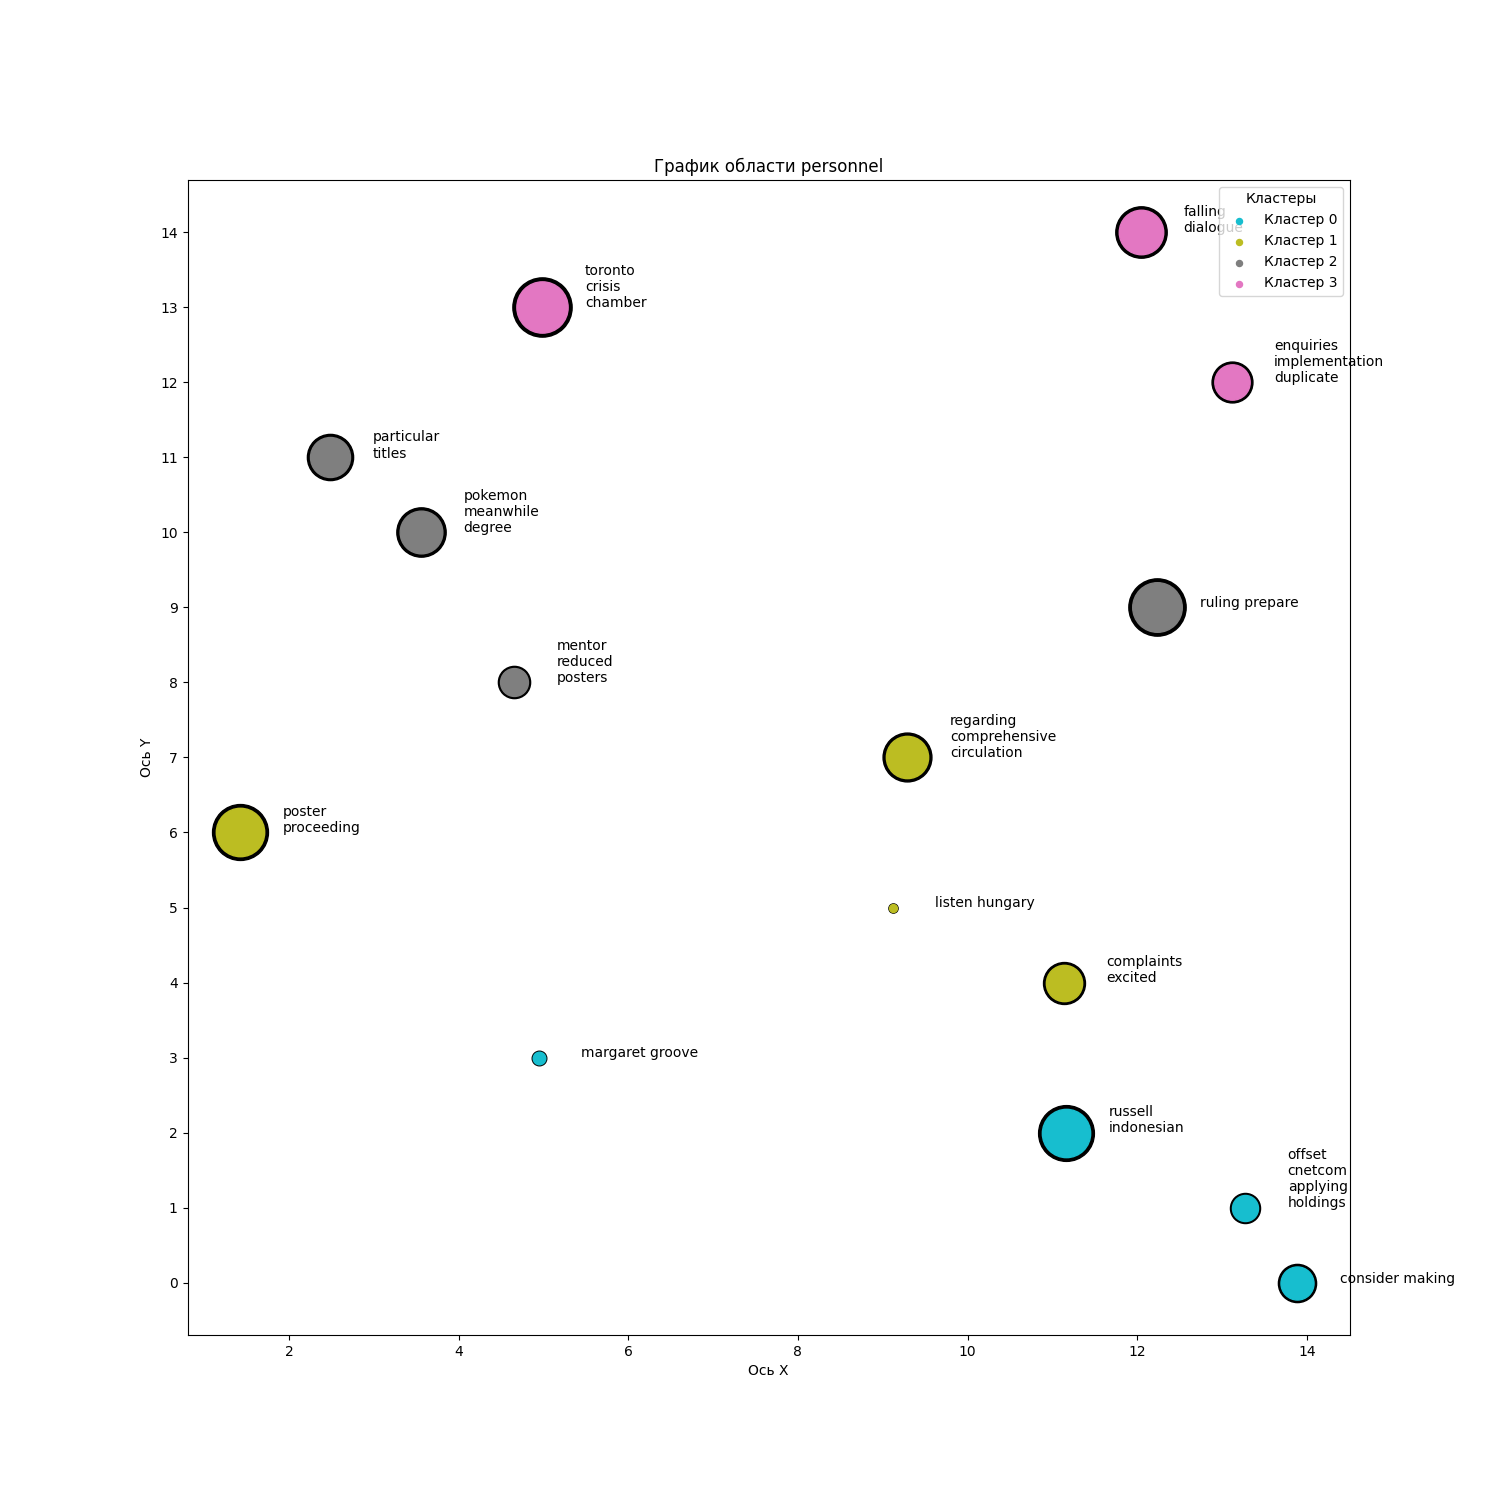 График области personnel
falling
dialogue
Кластеры
Кластер 0
Кластер 1
Кластер 2
Кластер 3
toronto
crisis
chamber
enquiries
implementation
duplicate
particular
titles
pokemon
meanwhile
degree
ruling prepare
mentor
reduced
posters
regarding
comprehensive
circulation
poster
proceeding
listen hungary
complaints
excited
margaret groove
russell
indonesian
offset
cnetcom
applying
holdings
consider making
14
13
12
11
10
9
8
7
6
5
4
3
2
1
0
Ось Y
2
4
6
8
10
12
14
Ось X